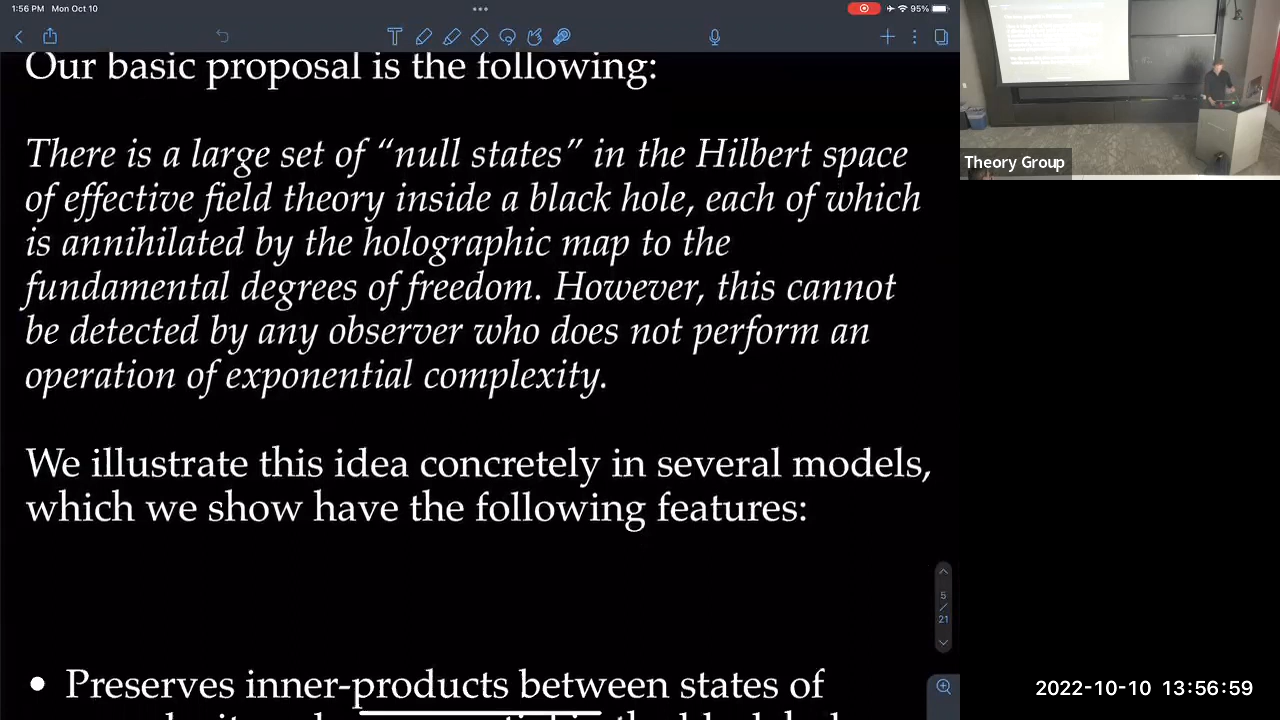 1:56 PM Mon Oct 10
95%
Our basic proposal is the following:
There is a large set of “null states” in the Hilbert space
of effective field theory inside a black hole, each of which
is annihilated by the holographic map to the
fundamental degrees of freedom. However, this cannot
be detected by any observer who does not perform an
operation of exponential complexity.
We illustrate this idea concretely in several models,
which we show have the following features:
5
/
21
• Preserves inner-products between states of
Theory Group
2022-10-10 13:56:59